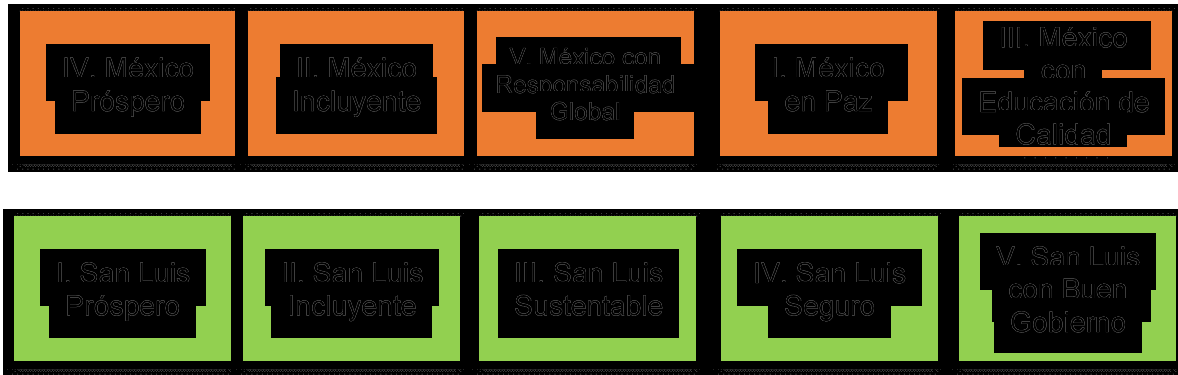 IV. México
Próspero
II. México
Incluyente
V. México con
Responsabilidad
Global
I. México
en Paz
III. México
con
Educación de
Calidad
I. San Luis
Próspero
II. San Luis
Incluyente
III. San Luis
Sustentable
IV. San Luis
Seguro
V. San Luis
con Buen
Gobierno